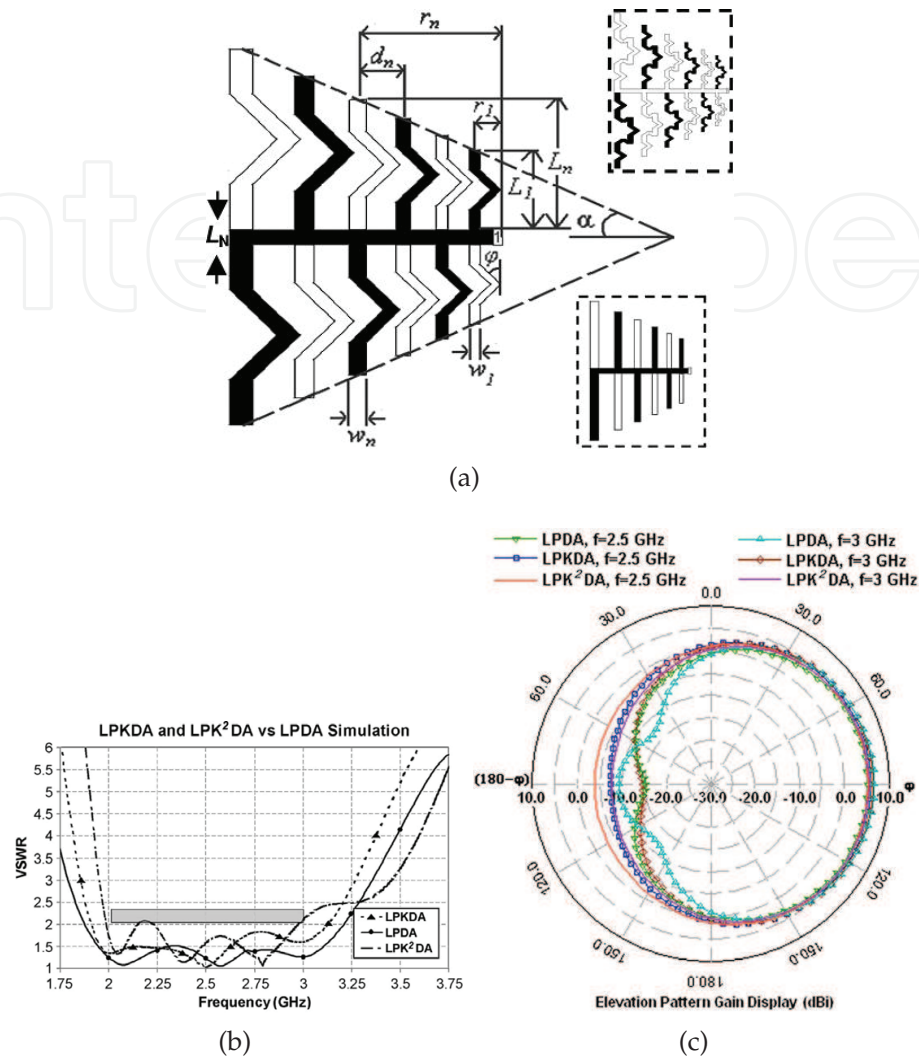 r_n
d_n
r_1
L_n
L_1
α
L_N
1
φ
w_1
w_n
(a)
LPDA, f=2.5 GHz
LPKDA, f=2.5 GHz
LPK²DA, f=2.5 GHz
LPDA, f=3 GHz
LPKDA, f=3 GHz
LPK²DA, f=3 GHz
0.0
30.0 30.0
60.0 60.0
(180-φ) φ
10.0 0.0 -10.0 -20.0 -30.0 -20.0 -10.0 0.0 10.0
120.0 120.0
150.0 150.0
180.0
Elevation Pattern Gain Display (dBi)
LPKDA and LPK²DA vs LPDA Simulation
VSWR
6
5.5
5
4.5
4
3.5
3
2.5
2
1.5
1
LPKDA
LPDA
LPK²DA
1.75 2 2.25 2.5 2.75 3 3.25 3.5 3.75
Frequency (GHz)
(b)
(c)